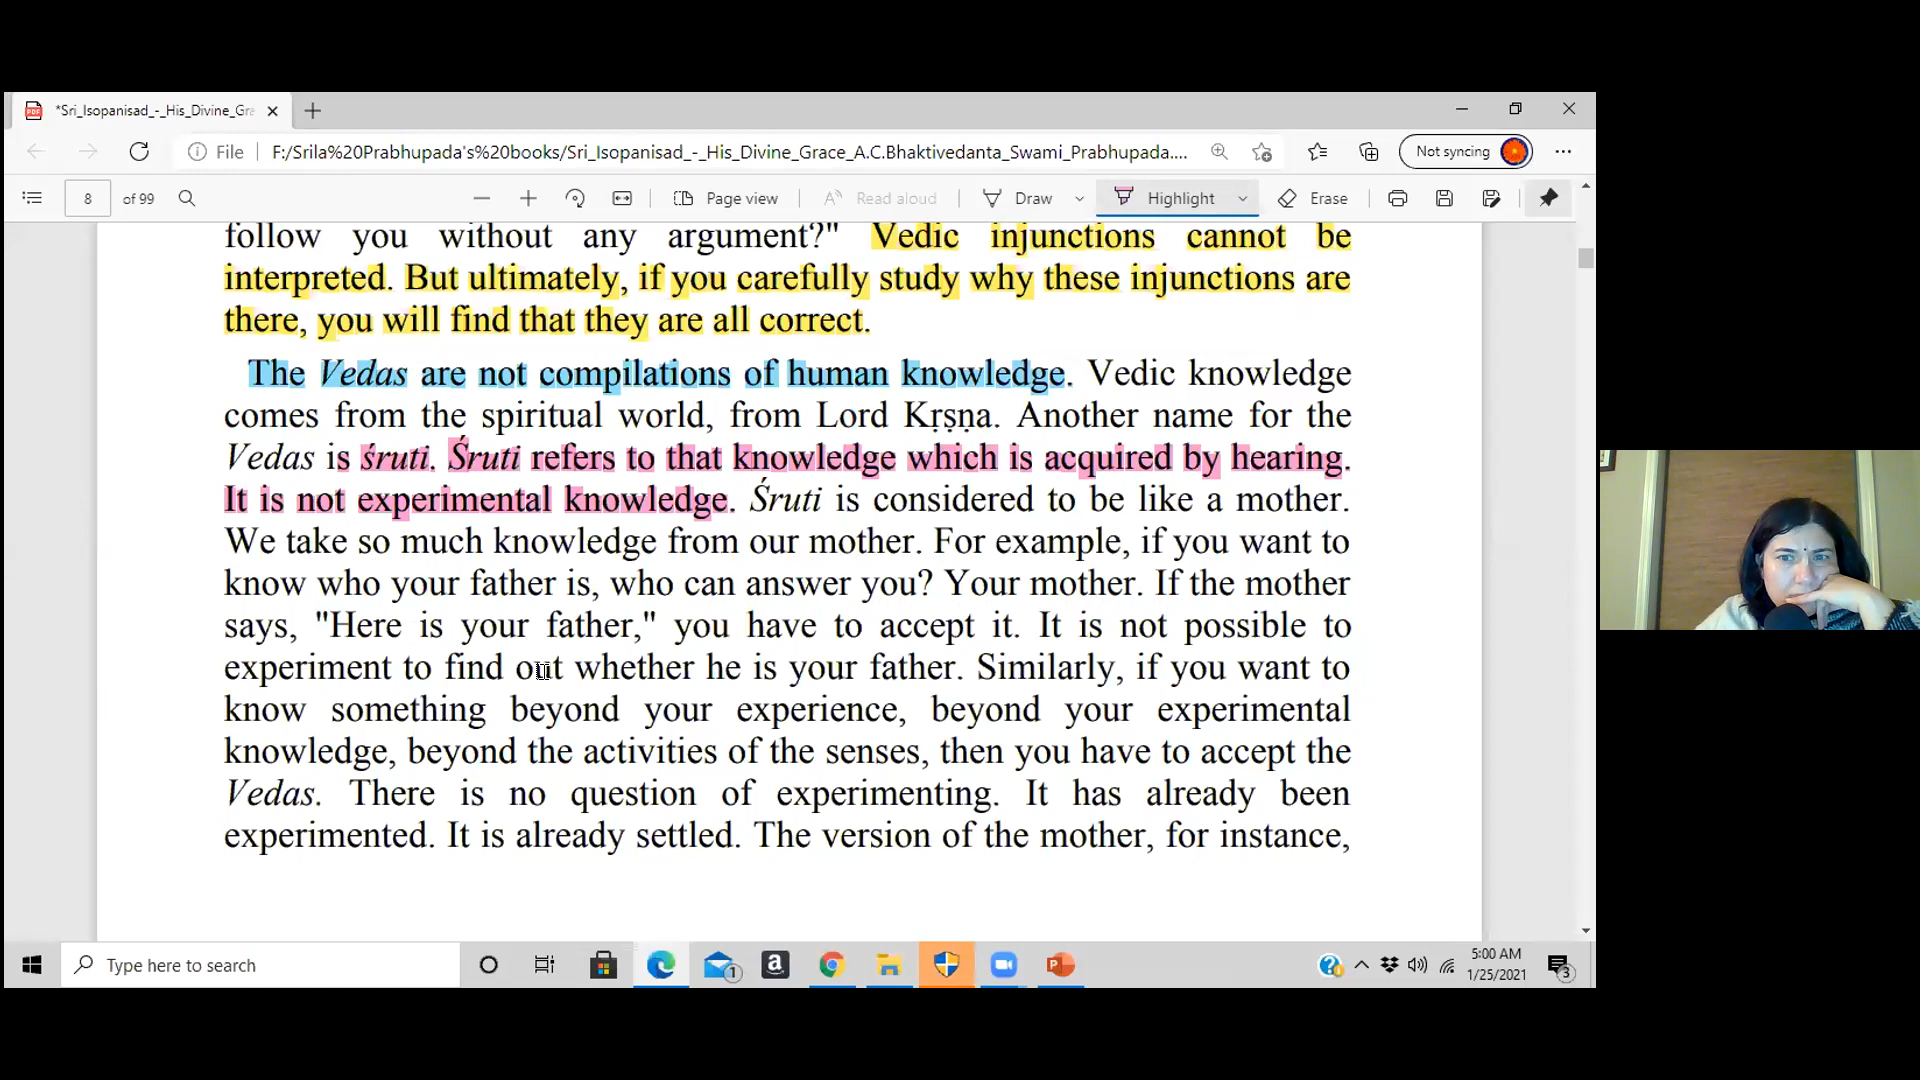 *Sri_Isopanisad_-_His_Divine_Gra
File F:/Srila%20Prabhupada's%20books/Sri_Isopanisad_-_His_Divine_Grace_A.C.Bhaktivedanta_Swami_Prabhupada.... Not syncing
8 of 99 Page view Read aloud Draw Highlight Erase
follow you without any argument?" Vedic injunctions cannot be
interpreted. But ultimately, if you carefully study why these injunctions are
there, you will find that they are all correct.
The Vedas are not compilations of human knowledge. Vedic knowledge
comes from the spiritual world, from Lord Kṛṣṇa. Another name for the
Vedas is śruti. Śruti refers to that knowledge which is acquired by hearing.
It is not experimental knowledge. Śruti is considered to be like a mother.
We take so much knowledge from our mother. For example, if you want to
know who your father is, who can answer you? Your mother. If the mother
says, "Here is your father," you have to accept it. It is not possible to
experiment to find out whether he is your father. Similarly, if you want to
know something beyond your experience, beyond your experimental
knowledge, beyond the activities of the senses, then you have to accept the
Vedas. There is no question of experimenting. It has already been
experimented. It is already settled. The version of the mother, for instance,
Type here to search
5:00 AM
1/25/2021